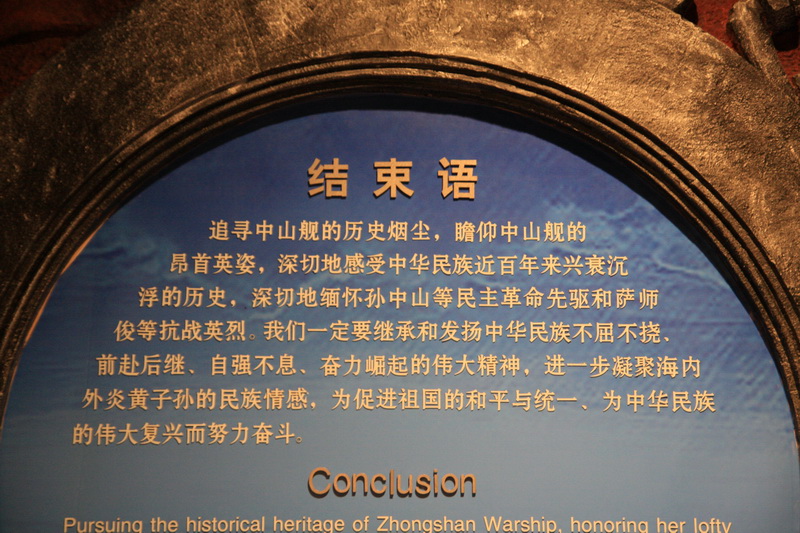 结束语
追寻中山舰的历史烟尘，瞻仰中山舰的
昂首英姿，深切地感受中华民族近百年来兴衰沉
浮的历史，深切地缅怀孙中山等民主革命先驱和萨师
俊等抗战英烈。我们一定要继承和发扬中华民族不屈不挠、
前赴后继、自强不息、奋力崛起的伟大精神，进一步凝聚海内
外炎黄子孙的民族情感，为促进祖国的和平与统一、为中华民族
的伟大复兴而努力奋斗。
Conclusion
Pursuing the historical heritage of Zhongshan Warship, honoring her lofty